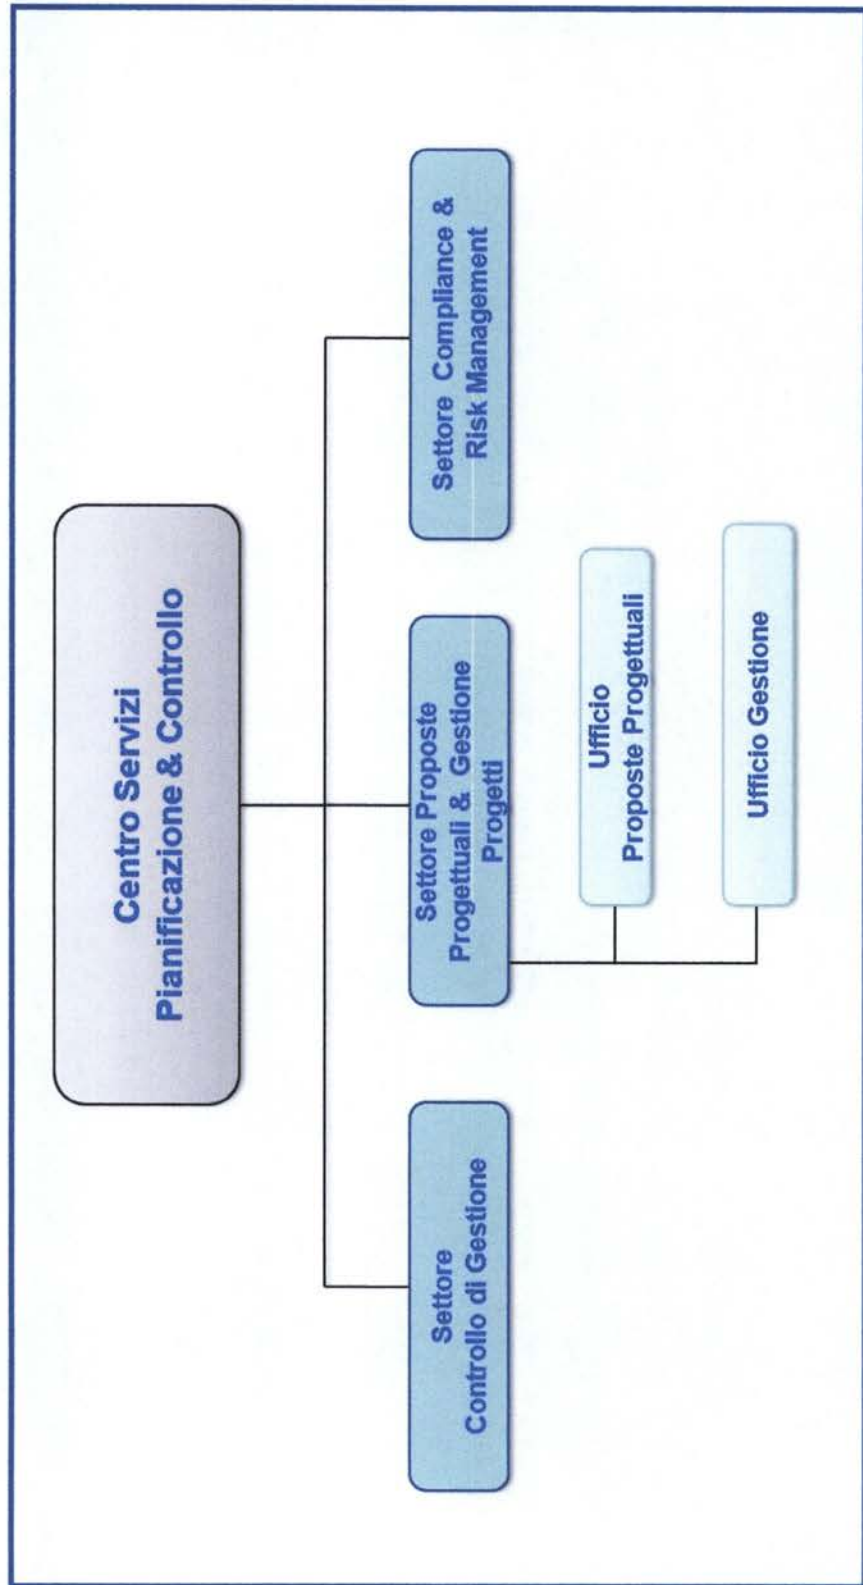 Centro Servizi
Pianificazione & Controllo
Settore
Controllo di Gestione
Settore Proposte
Progettuali & Gestione
Progetti
Settore Compliance &
Risk Management
Ufficio
Proposte Progettuali
Ufficio Gestione